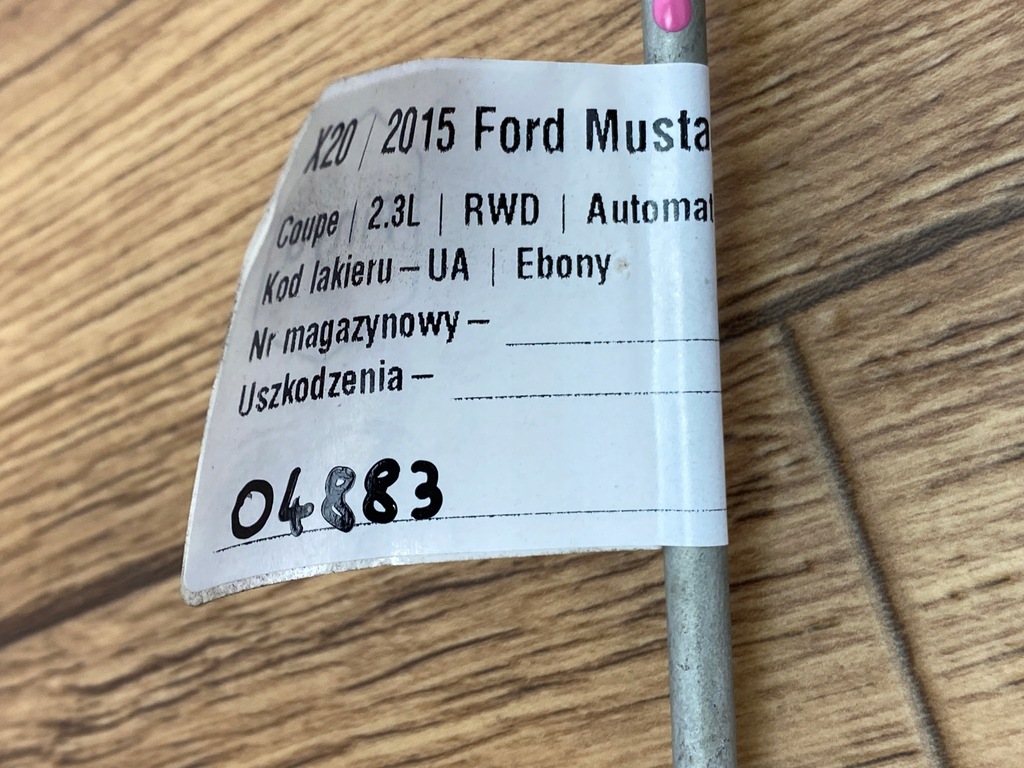 X20 | 2015 Ford Musta
Coupe | 2.3L | RWD | Automat
Kod lakieru – UA | Ebony
Nr magazynowy –
Uszkodzenia –
04883